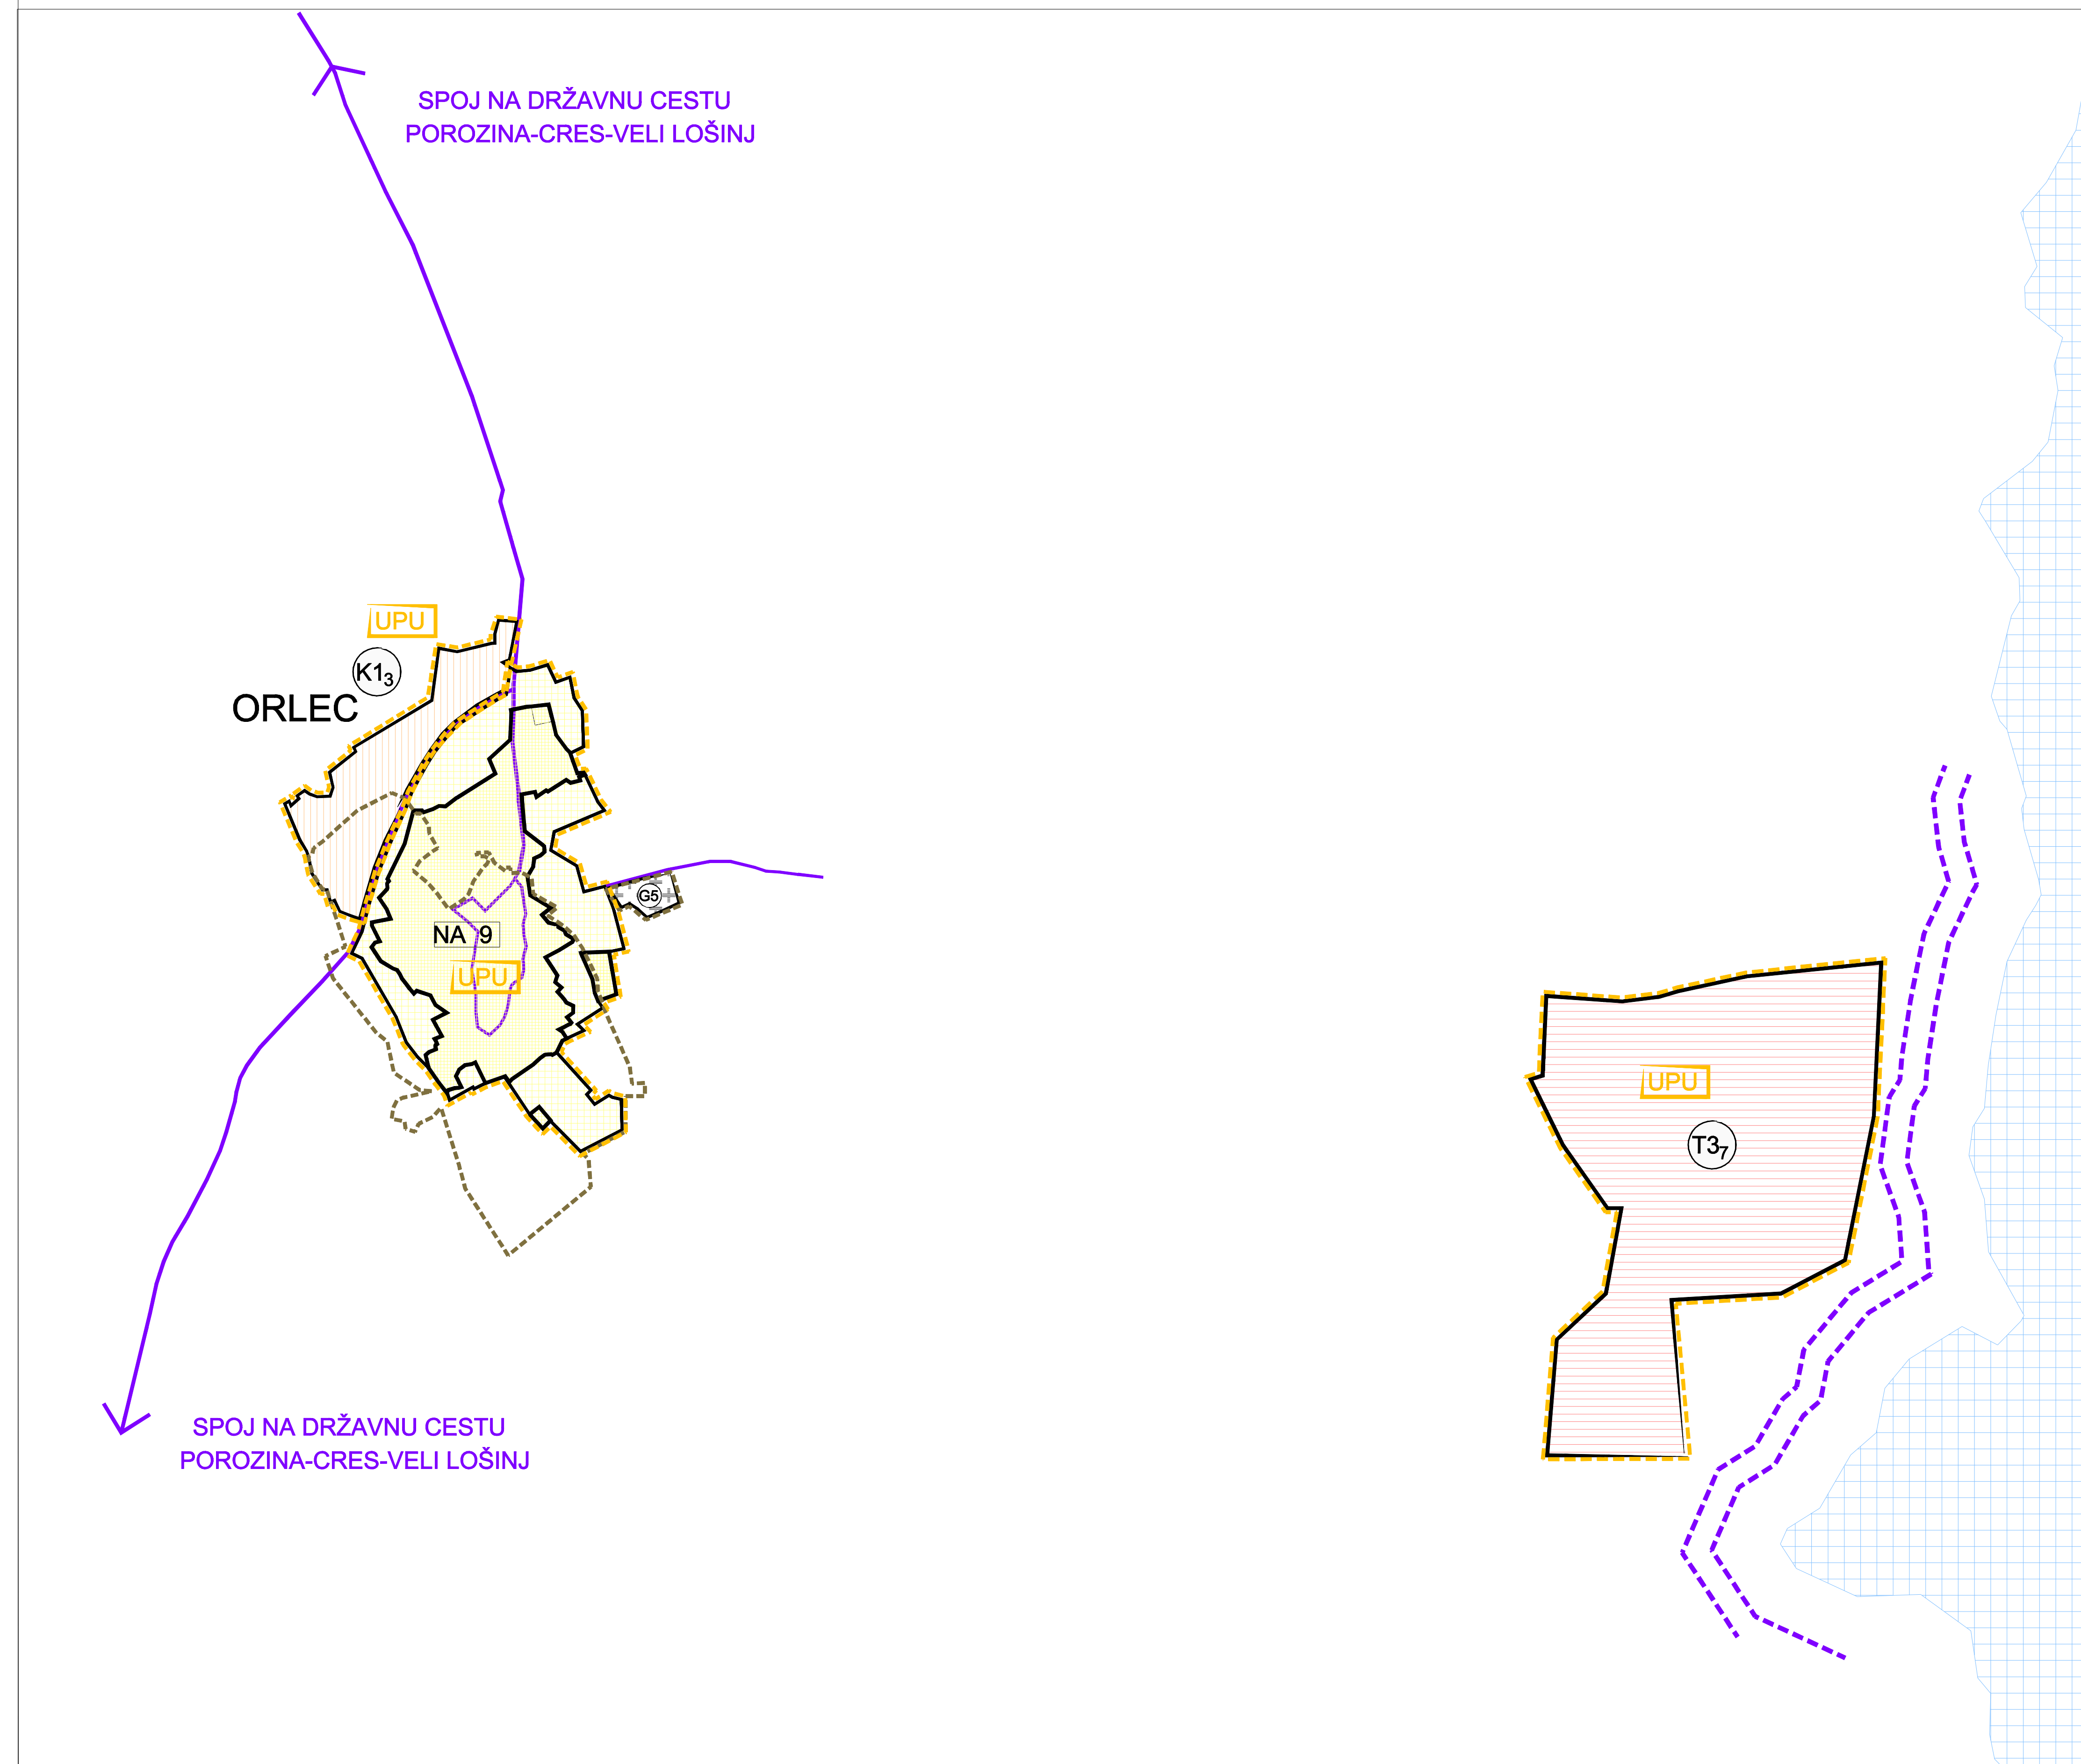 SPOJ NA DRŽAVNU CESTU
POROZINA-CRES-VELI LOŠINJ
UPU
K1₃
ORLEC
G5
NA 9
UPU
UPU
T3₇
SPOJ NA DRŽAVNU CESTU
POROZINA-CRES-VELI LOŠINJ